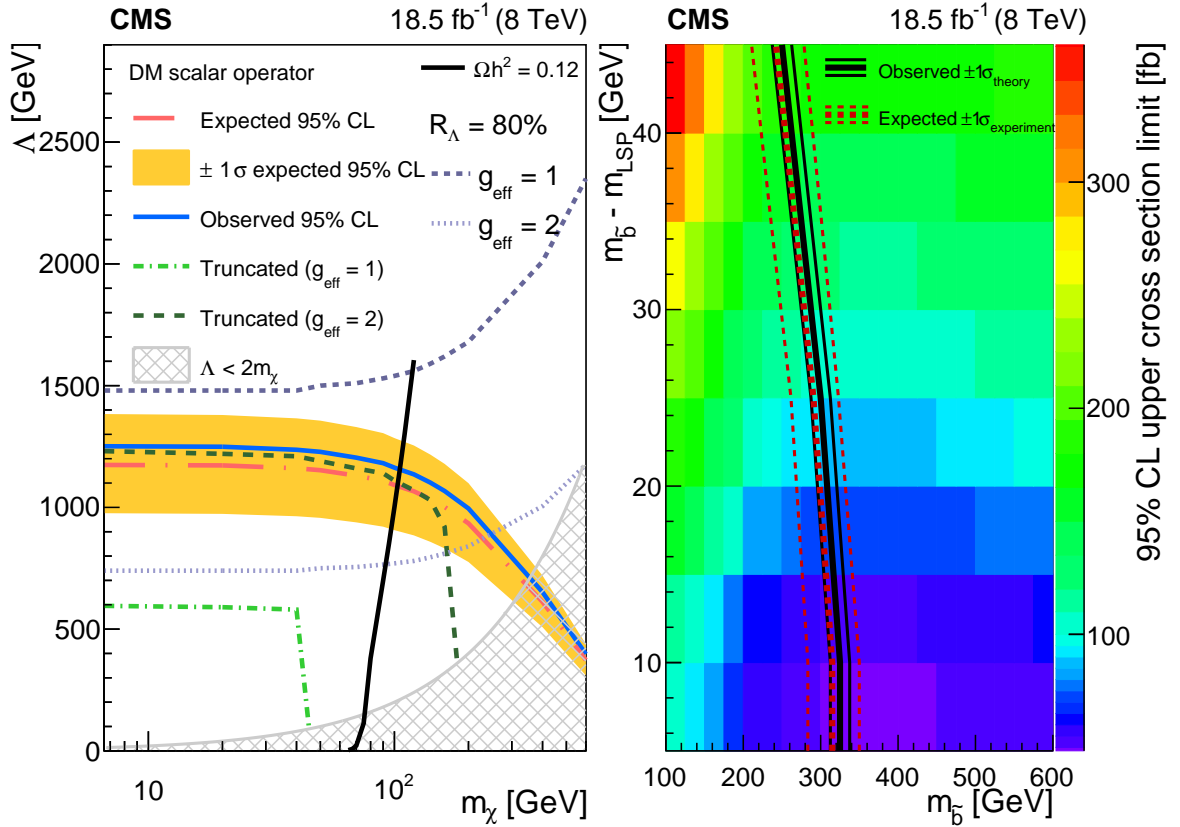 CMS 18.5 fb⁻¹ (8 TeV)
Λ [GeV]
DM scalar operator
Expected 95% CL
± 1σ expected 95% CL
Observed 95% CL
Truncated (g_eff = 1)
Truncated (g_eff = 2)
Λ < 2m_χ
Ωh² = 0.12
R_Λ = 80%
g_eff = 1
g_eff = 2
2500
2000
1500
1000
500
0
10 10²
m_χ [GeV]
CMS 18.5 fb⁻¹ (8 TeV)
m_b̃ - m_LSP [GeV]
Observed ±1σ_theory
Expected ±1σ_experiment
40
30
20
10
100 200 300 400 500 600
m_b̃ [GeV]
300
200
100
95% CL upper cross section limit [fb]